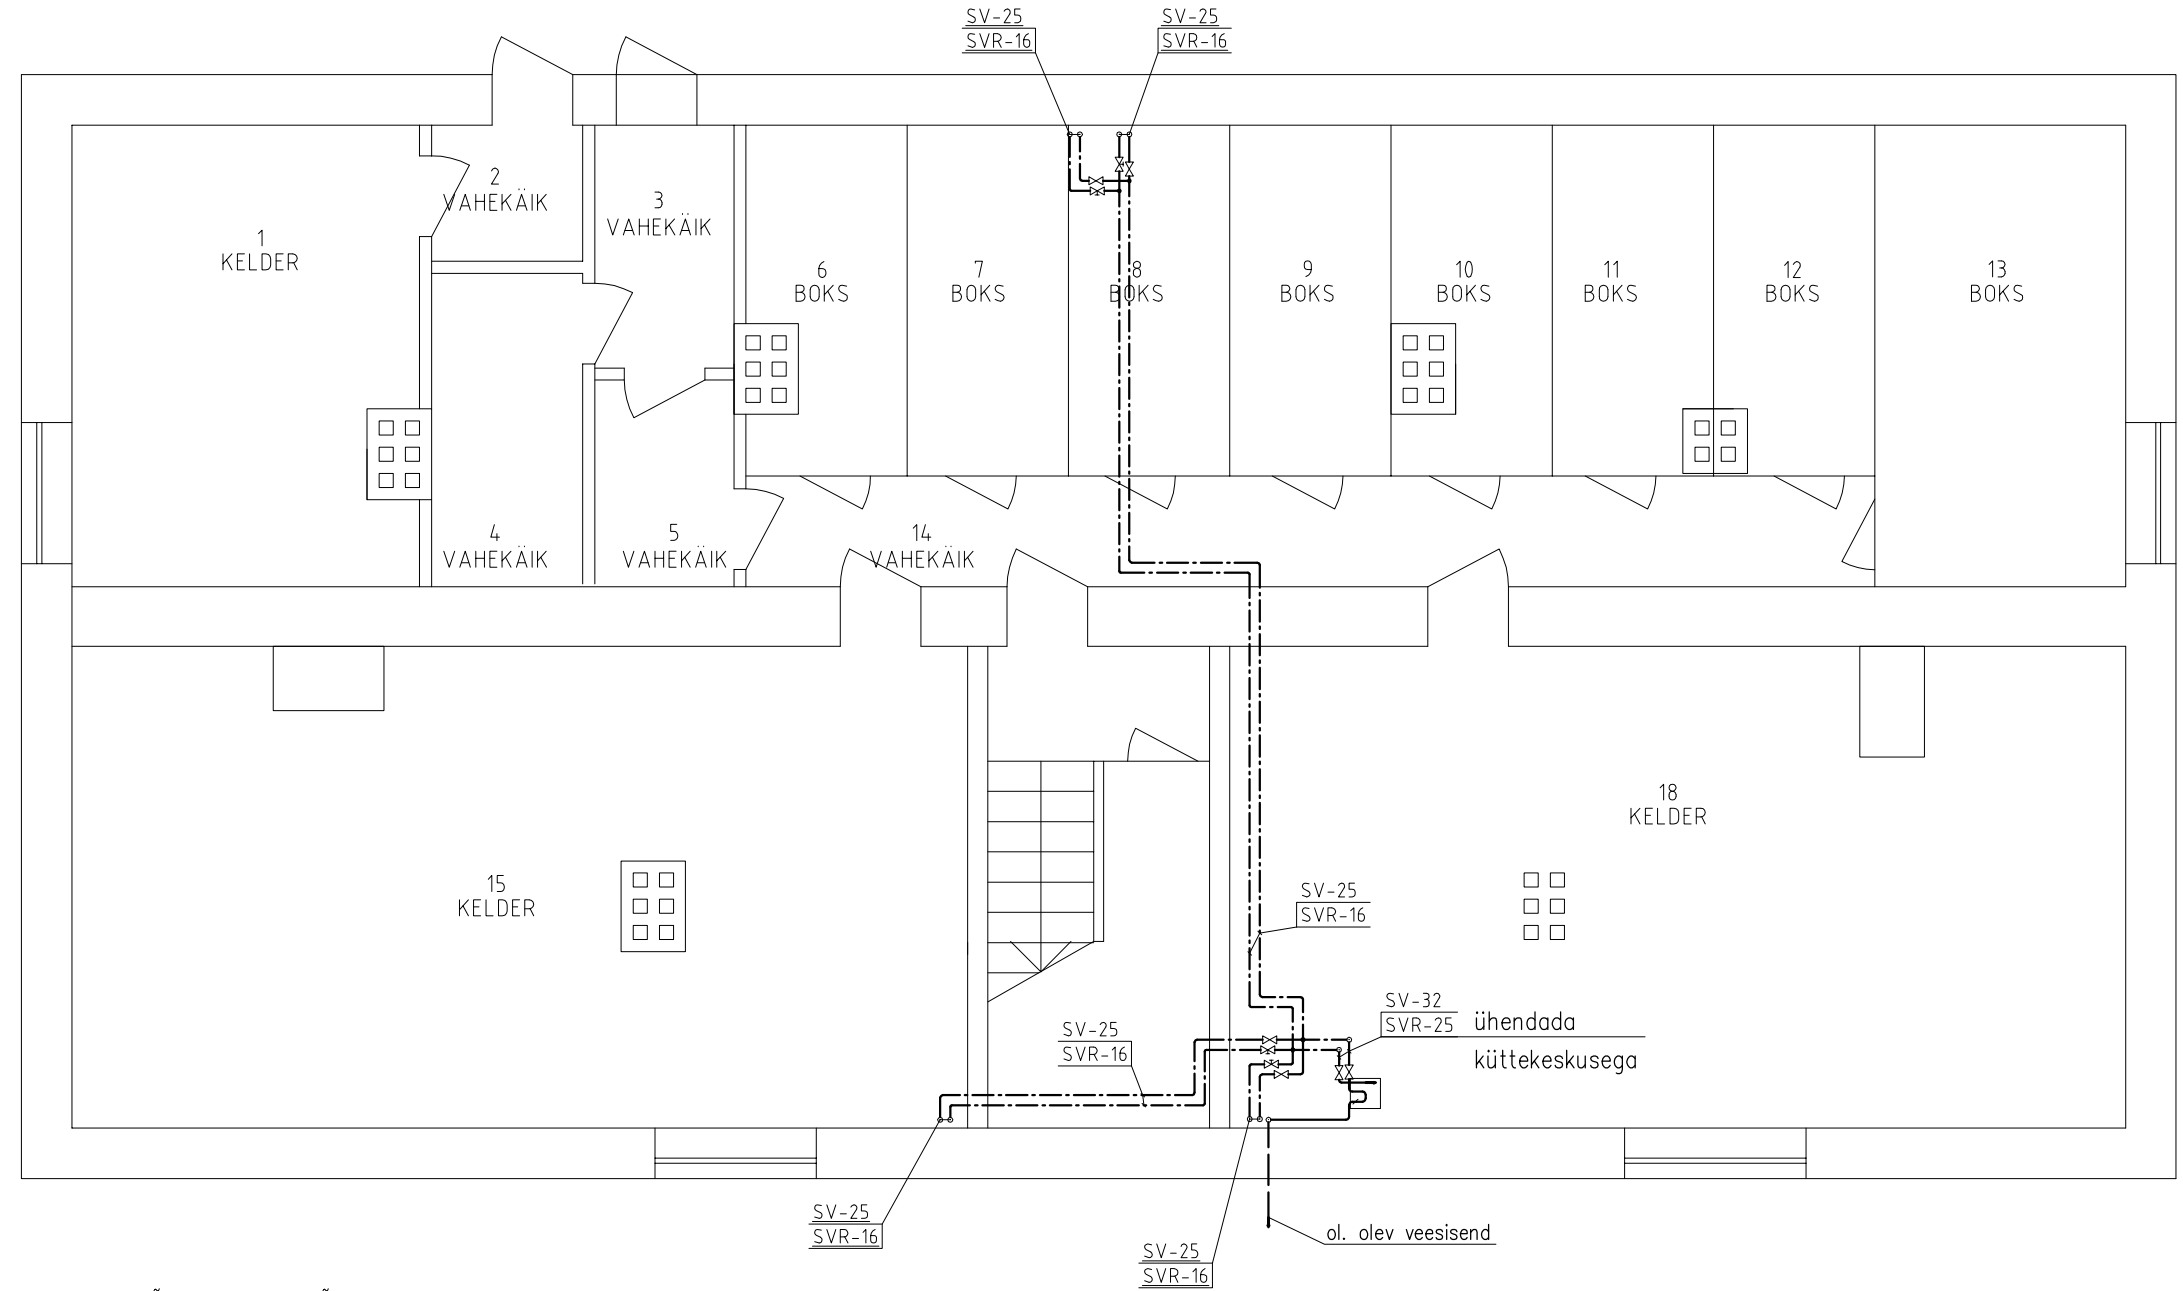 SV-25
SVR-16
SV-25
SVR-16
1
KELDER
2
VAHEKÄIK
3
VAHEKÄIK
6
BOKS
7
BOKS
8
BOKS
9
BOKS
10
BOKS
11
BOKS
12
BOKS
13
BOKS
4
VAHEKÄIK
5
VAHEKÄIK
14
VAHEKÄIK
15
KELDER
18
KELDER
SV-25
SVR-16
SV-32
SVR-25
ühendada
küttekeskusega
SV-25
SVR-16
SV-25
SVR-16
SV-25
SVR-16
ol. olev veesisend